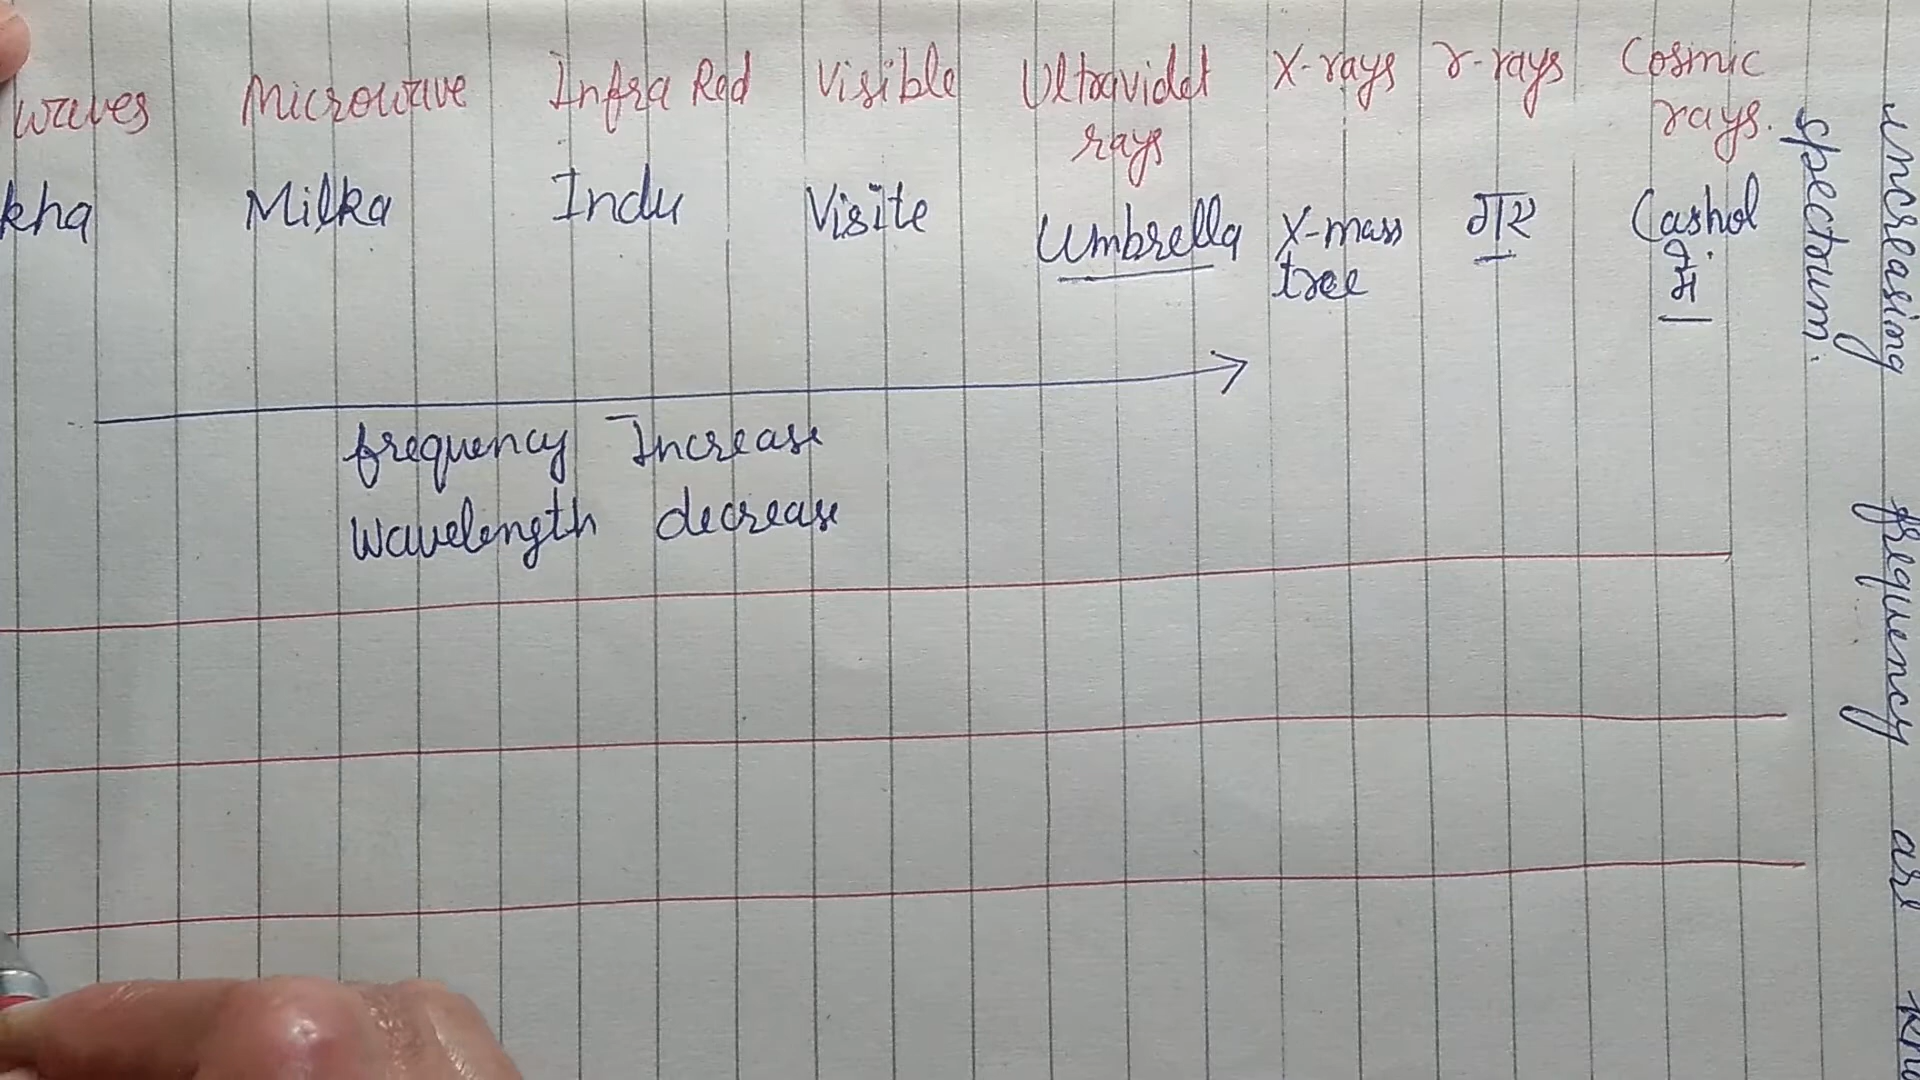 waves Microwave Infra Red Visible Ultraviolet rays X-rays γ-rays Cosmic rays.
kha Milka Indu Visite Umbrella X-mass tree गार Cashol में
frequency Increase
Wavelength decrease
increasing frequency are kn
spectrum.